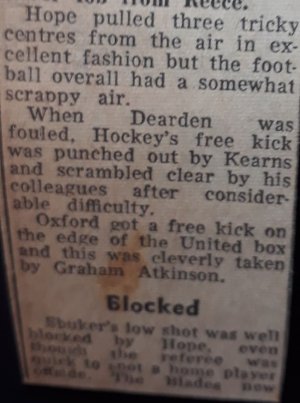 from Reece.
Hope pulled three tricky
centres from the air in ex-
cellent fashion but the foot-
ball overall had a somewhat
scrappy air.
When Dearden was
fouled, Hockey's free kick
was punched out by Kearns
and scrambled clear by his
colleagues after consider-
able difficulty.
Oxford got a free kick on
the edge of the United box
and this was cleverly taken
by Graham Atkinson.
Blocked
Shuker's low shot was well
blocked by Hope, even
though the referee was
quick to spot a home player
offside. The Blades now